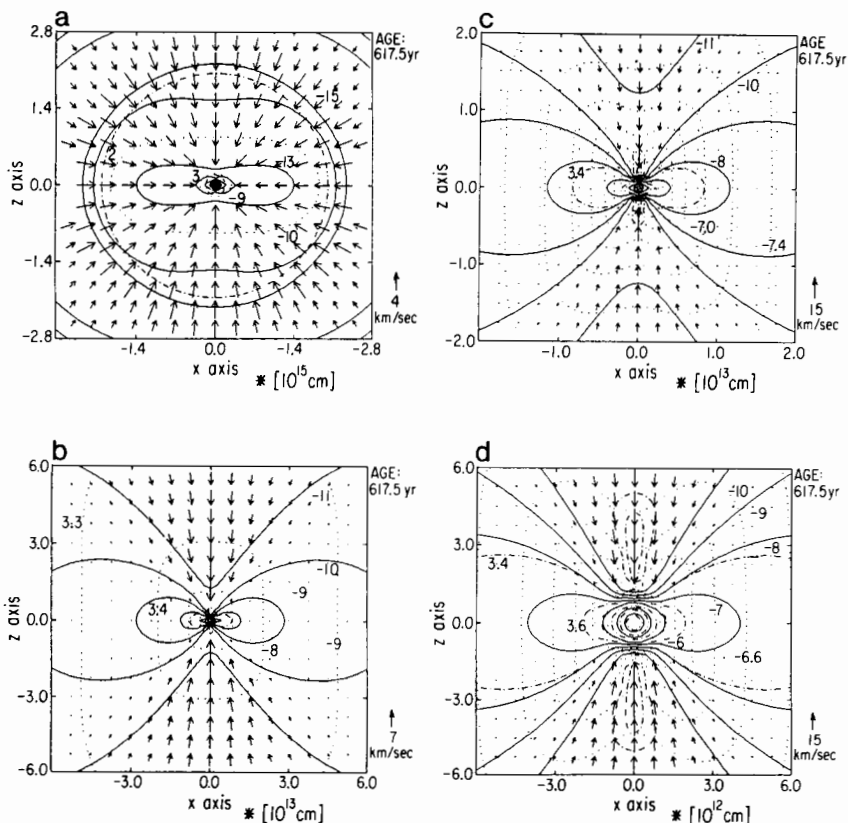 a
AGE:
617.5yr
2.8
1.4
0.0
-1.4
-2.8
z axis
-15
2
-13
3
-9
-10
4
km/sec
-1.4
0.0
-1.4
-2.8
x axis
* [10^15 cm]
c
AGE
617.5yr
2.0
1.0
0.0
-1.0
-2.0
z axis
-11
-10
3.4
-8
-7.0
-7.4
15
km/sec
-1.0
0.0
1.0
2.0
x axis
* [10^13 cm]
b
AGE:
617.5 yr
6.0
3.0
0.0
-3.0
-6.0
z axis
3.3
-11
-10
-9
3.4
-9
-8
7
km/sec
-3.0
0.0
3.0
6.0
x axis
* [10^13 cm]
d
AGE:
617.5 yr
6.0
3.0
0.0
-3.0
-6.0
z axis
-10
-9
-8
3.4
-7
3.6
-6
-6.6
15
km/sec
-3.0
0.0
3.0
6.0
x axis
* [10^12 cm]